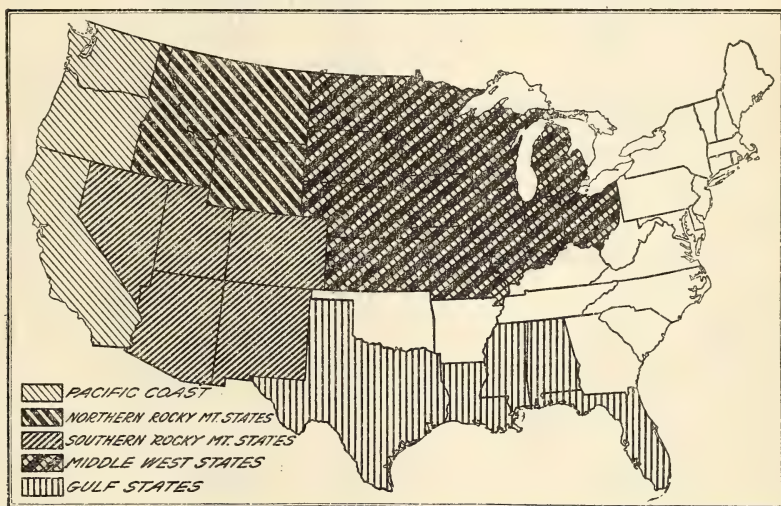 PACIFIC COAST
NORTHERN ROCKY MT. STATES
SOUTHERN ROCKY MT. STATES
MIDDLE WEST STATES
GULF STATES